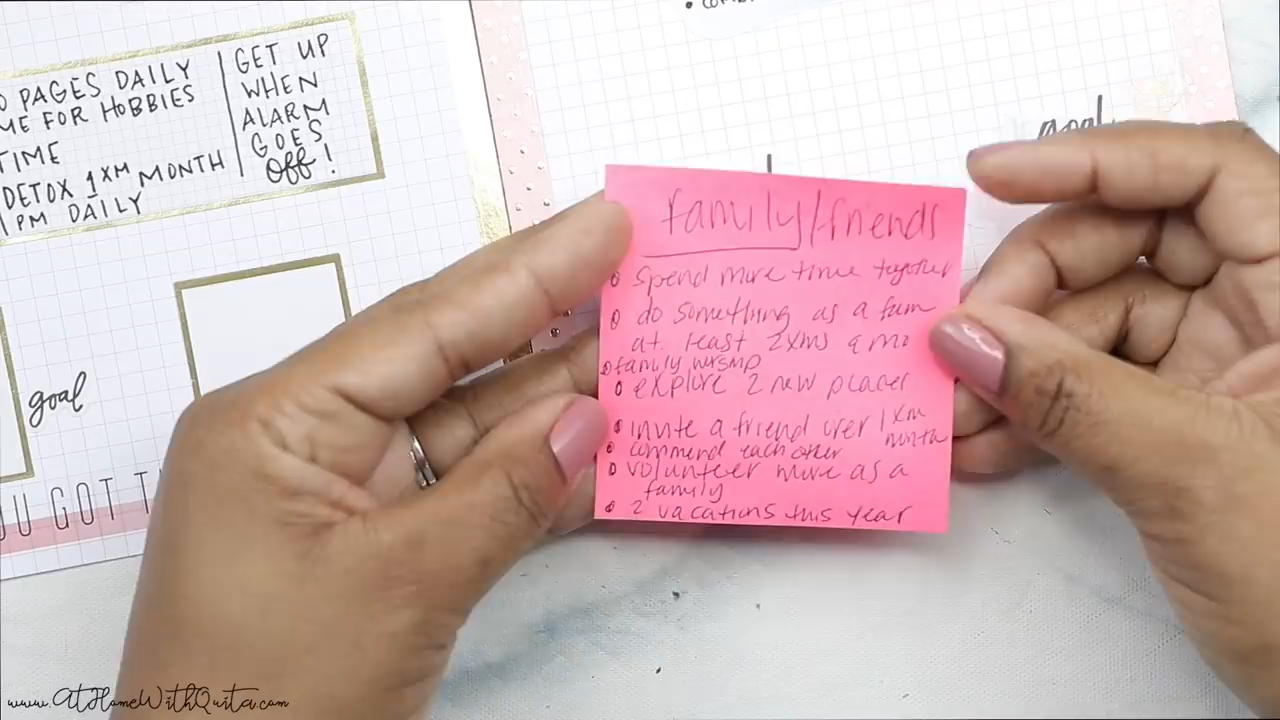 PAGES DAILY
ME FOR HOBBIES
TIME
DETOX 1XM MONTH
PM DAILY
GET UP
WHEN
ALARM
GOES
OFF!
goal
GOT
goal
family/friends
spend more time together
do something as a fam
at least 2xms a mo
family wrshp
explore 2 new places
invite a friend over 1xm
month
commend each other
volunteer more as a
family
2 vacations this year
www.AtHomeWithQuita.com